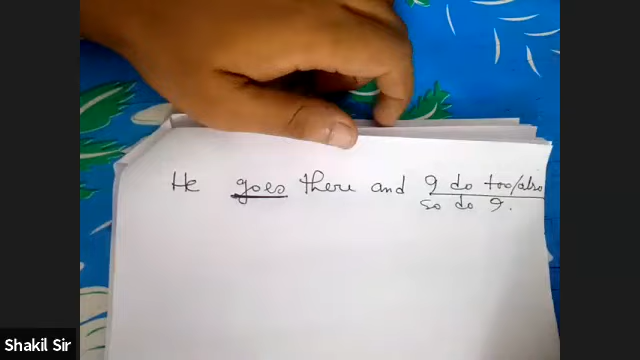 He goes there and I do too/also
so do I.
Shakil Sir